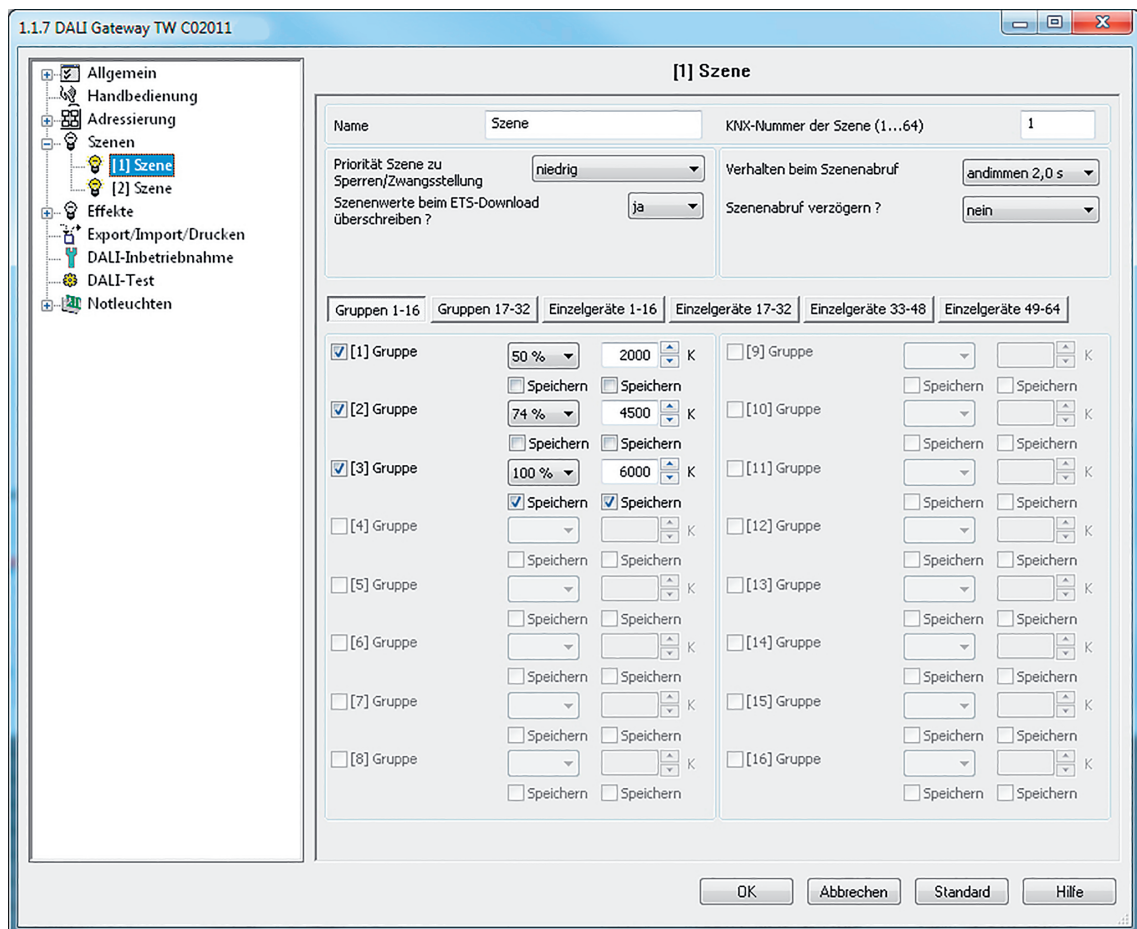 1.1.7 DALI Gateway TW C02011
Allgemein
Handbedienung
Adressierung
Szenen
[1] Szene
[2] Szene
Effekte
Export/Import/Drucken
DALI-Inbetriebnahme
DALI-Test
Notleuchten
[1] Szene
Name Szene KNX-Nummer der Szene (1...64) 1
Priorität Szene zu
Sperren/Zwangsstellung niedrig
Szenenwerte beim ETS-Download
überschreiben ? ja
Verhalten beim Szenenabruf andimmen 2,0 s
Szenenabruf verzögern ? nein
Gruppen 1-16 Gruppen 17-32 Einzelgeräte 1-16 Einzelgeräte 17-32 Einzelgeräte 33-48 Einzelgeräte 49-64
[1] Gruppe 50 % 2000 K
Speichern Speichern
[2] Gruppe 74 % 4500 K
Speichern Speichern
[3] Gruppe 100 % 6000 K
Speichern Speichern
[4] Gruppe K
Speichern Speichern
[5] Gruppe K
Speichern Speichern
[6] Gruppe K
Speichern Speichern
[7] Gruppe K
Speichern Speichern
[8] Gruppe K
Speichern Speichern
[9] Gruppe K
Speichern Speichern
[10] Gruppe K
Speichern Speichern
[11] Gruppe K
Speichern Speichern
[12] Gruppe K
Speichern Speichern
[13] Gruppe K
Speichern Speichern
[14] Gruppe K
Speichern Speichern
[15] Gruppe K
Speichern Speichern
[16] Gruppe K
Speichern Speichern
OK Abbrechen Standard Hilfe